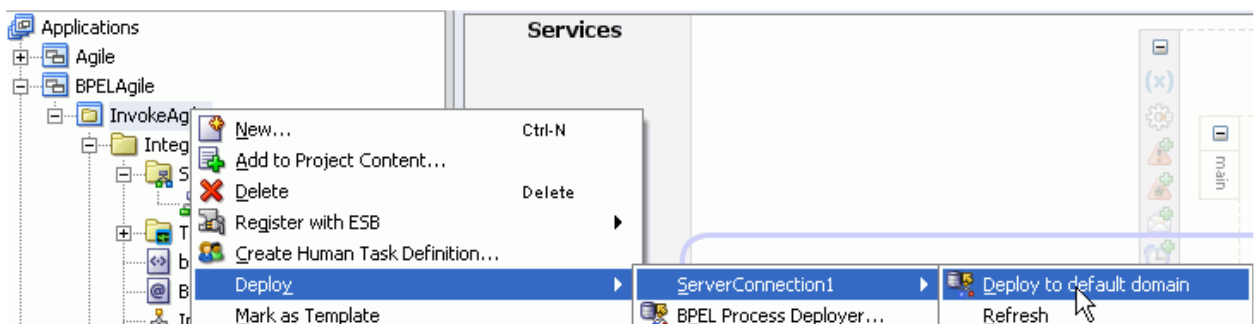 Applications
Agile
BPELAgile
InvokeAg
Integ
S
T
b
B
Services
main
New... Ctrl-N
Add to Project Content...
Delete Delete
Register with ESB
Create Human Task Definition...
Deploy
Mark as Template
ServerConnection1
BPEL Process Deployer...
Deploy to default domain
Refresh